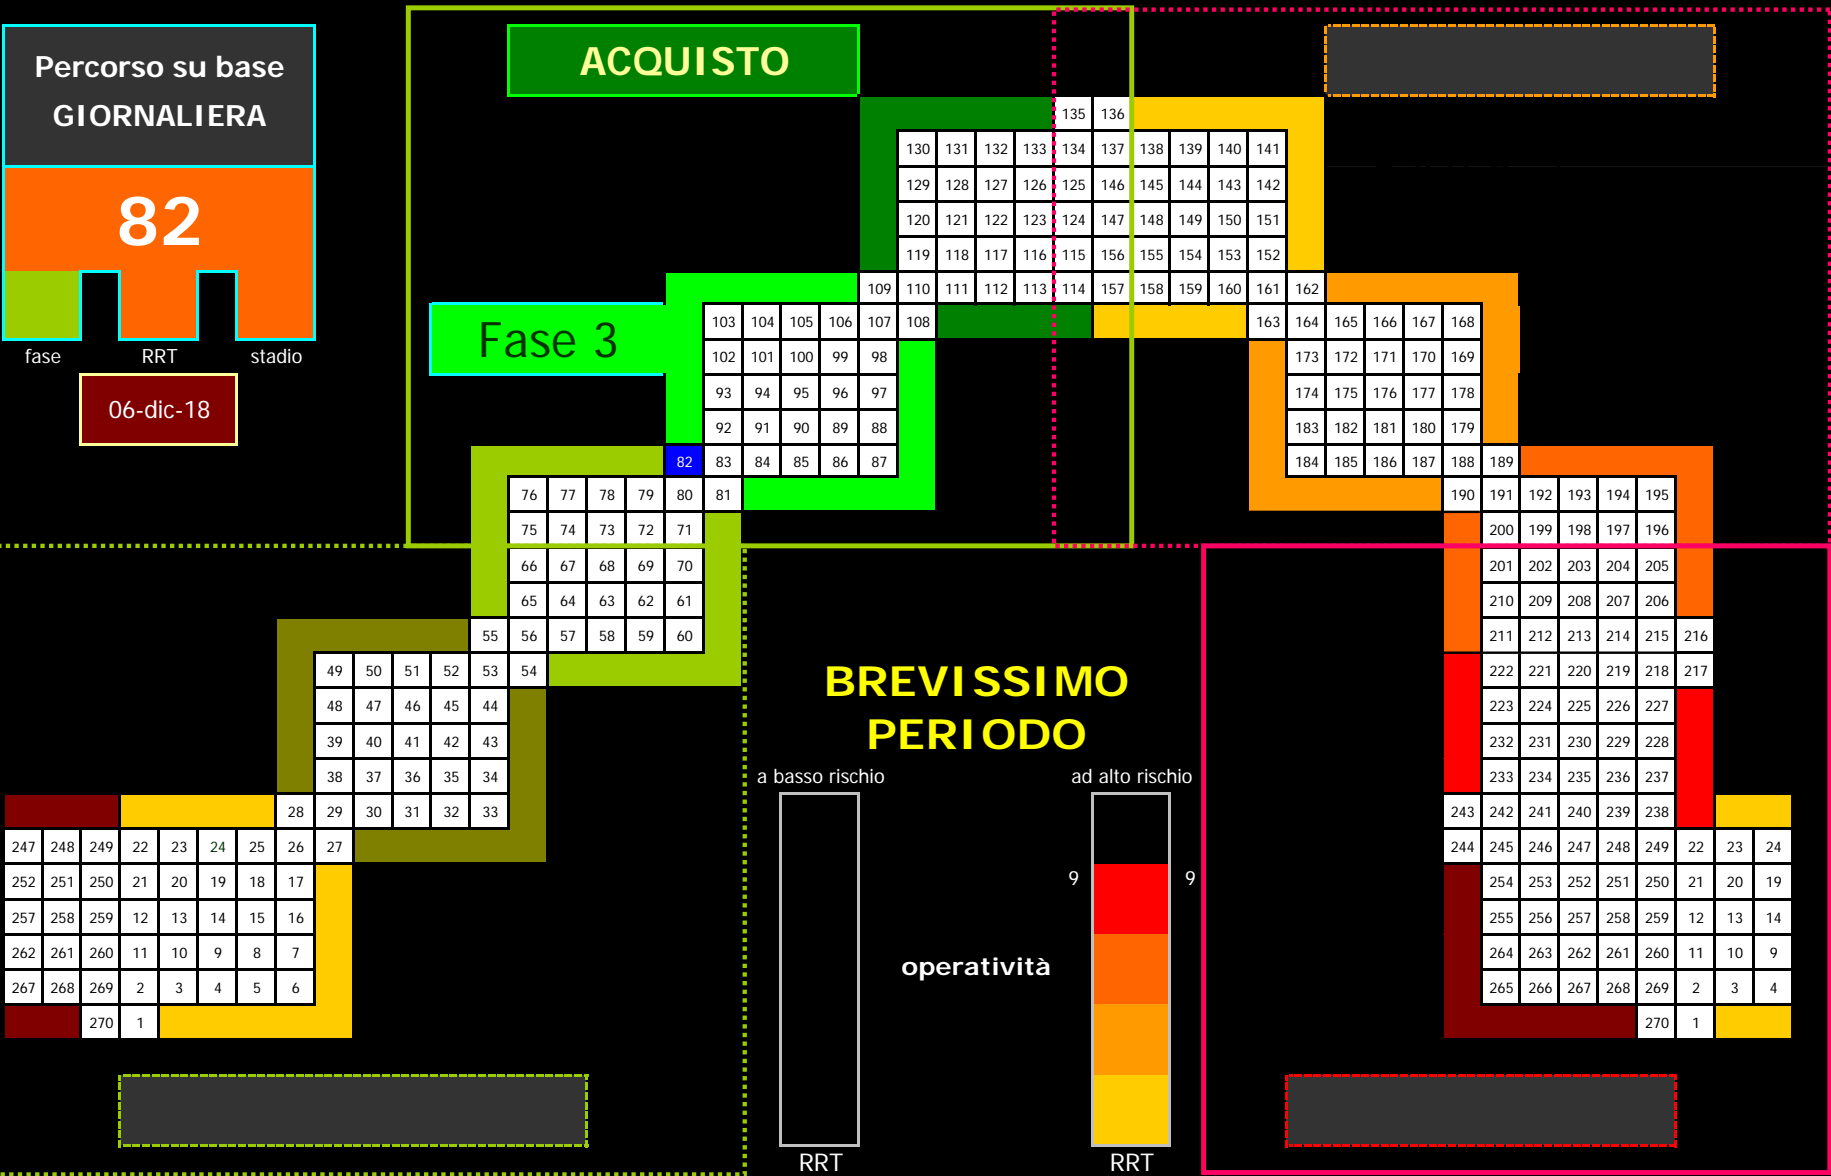 Percorso su base
GIORNALIERA
82
fase RRT stadio
06-dic-18
ACQUISTO
Fase 3
135 136
130 131 132 133 134 137 138 139 140 141
129 128 127 126 125 146 145 144 143 142
120 121 122 123 124 147 148 149 150 151
119 118 117 116 115 156 155 154 153 152
109 110 111 112 113 114 157 158 159 160 161 162
103 104 105 106 107 108 163 164 165 166 167 168
102 101 100 99 98 173 172 171 170 169
93 94 95 96 97 174 175 176 177 178
92 91 90 89 88 183 182 181 180 179
82 83 84 85 86 87 184 185 186 187 188 189
76 77 78 79 80 81 190 191 192 193 194 195
75 74 73 72 71 200 199 198 197 196
66 67 68 69 70 201 202 203 204 205
65 64 63 62 61 210 209 208 207 206
55 56 57 58 59 60 211 212 213 214 215 216
49 50 51 52 53 54 222 221 220 219 218 217
48 47 46 45 44 223 224 225 226 227
39 40 41 42 43 232 231 230 229 228
38 37 36 35 34 233 234 235 236 237
28 29 30 31 32 33 243 242 241 240 239 238
247 248 249 22 23 24 25 26 27 244 245 246 247 248 249 22 23 24
252 251 250 21 20 19 18 17 254 253 252 251 250 21 20 19
257 258 259 12 13 14 15 16 255 256 257 258 259 12 13 14
262 261 260 11 10 9 8 7 264 263 262 261 260 11 10 9
267 268 269 2 3 4 5 6 265 266 267 268 269 2 3 4
270 1 270 1
BREVISSIMO
PERIODO
a basso rischio ad alto rischio
9 9
operatività
RRT RRT